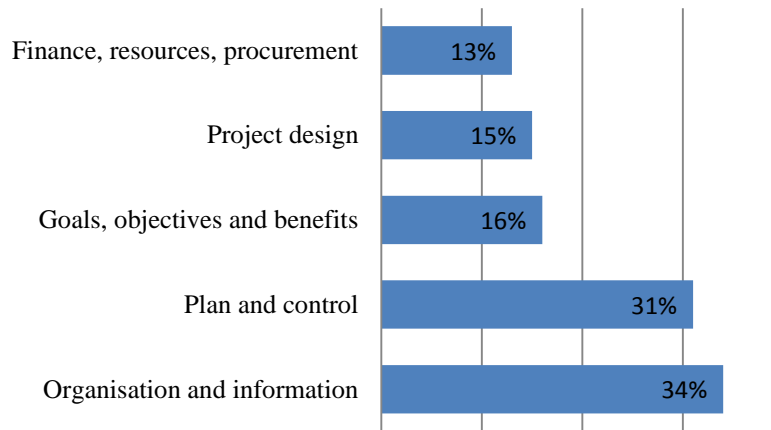 Finance, resources, procurement 13%
Project design 15%
Goals, objectives and benefits 16%
Plan and control 31%
Organisation and information 34%